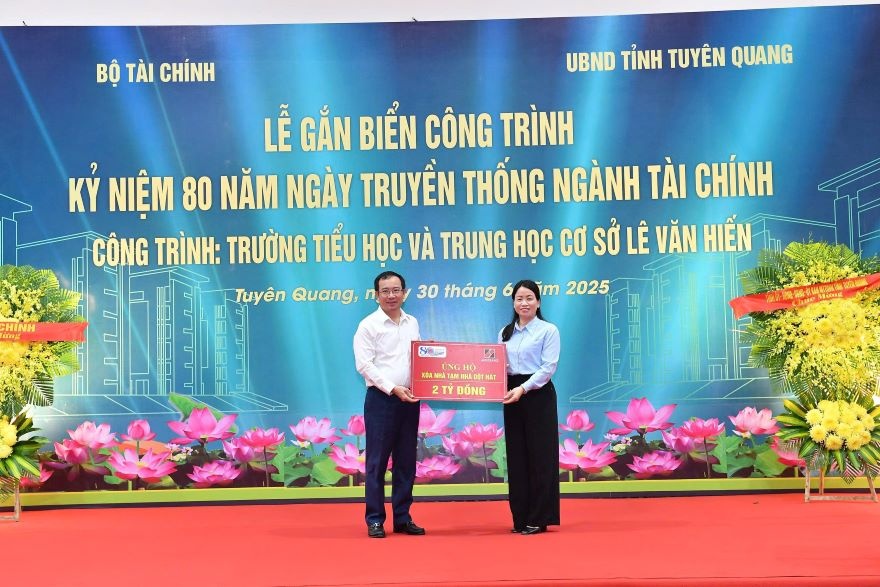 BỘ TÀI CHÍNH
UBND TỈNH TUYÊN QUANG
LỄ GẮN BIỂN CÔNG TRÌNH
KỶ NIỆM 80 NĂM NGÀY TRUYỀN THỐNG NGÀNH TÀI CHÍNH
CÔNG TRÌNH: TRƯỜNG TIỂU HỌC VÀ TRUNG HỌC CƠ SỞ LÊ VĂN HIẾN
Tuyên Quang, ngày 30 tháng 6 năm 2025
CHÍNH
ỦNG HỘ
XÓA NHÀ TẠM NHÀ DỘT NÁT
2 TỶ ĐỒNG